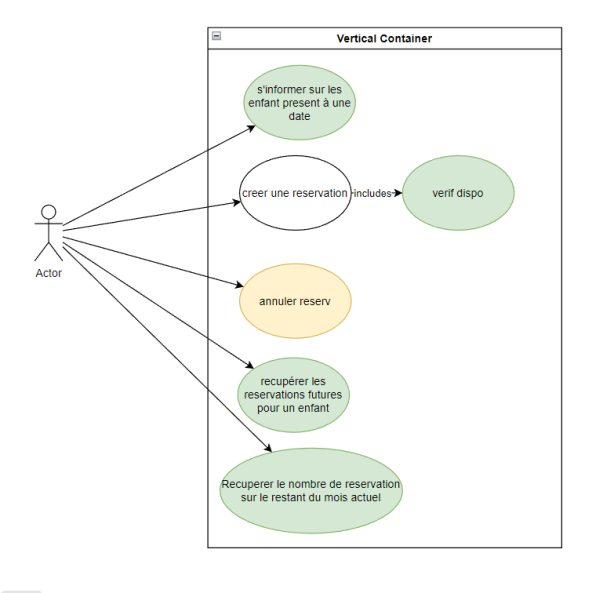 Vertical Container
s'informer sur les
enfant present à une
date
creer une reservation
includes
verif dispo
Actor
annuler reserv
recupérer les
reservations futures
pour un enfant
Recuperer le nombre de reservation
sur le restant du mois actuel